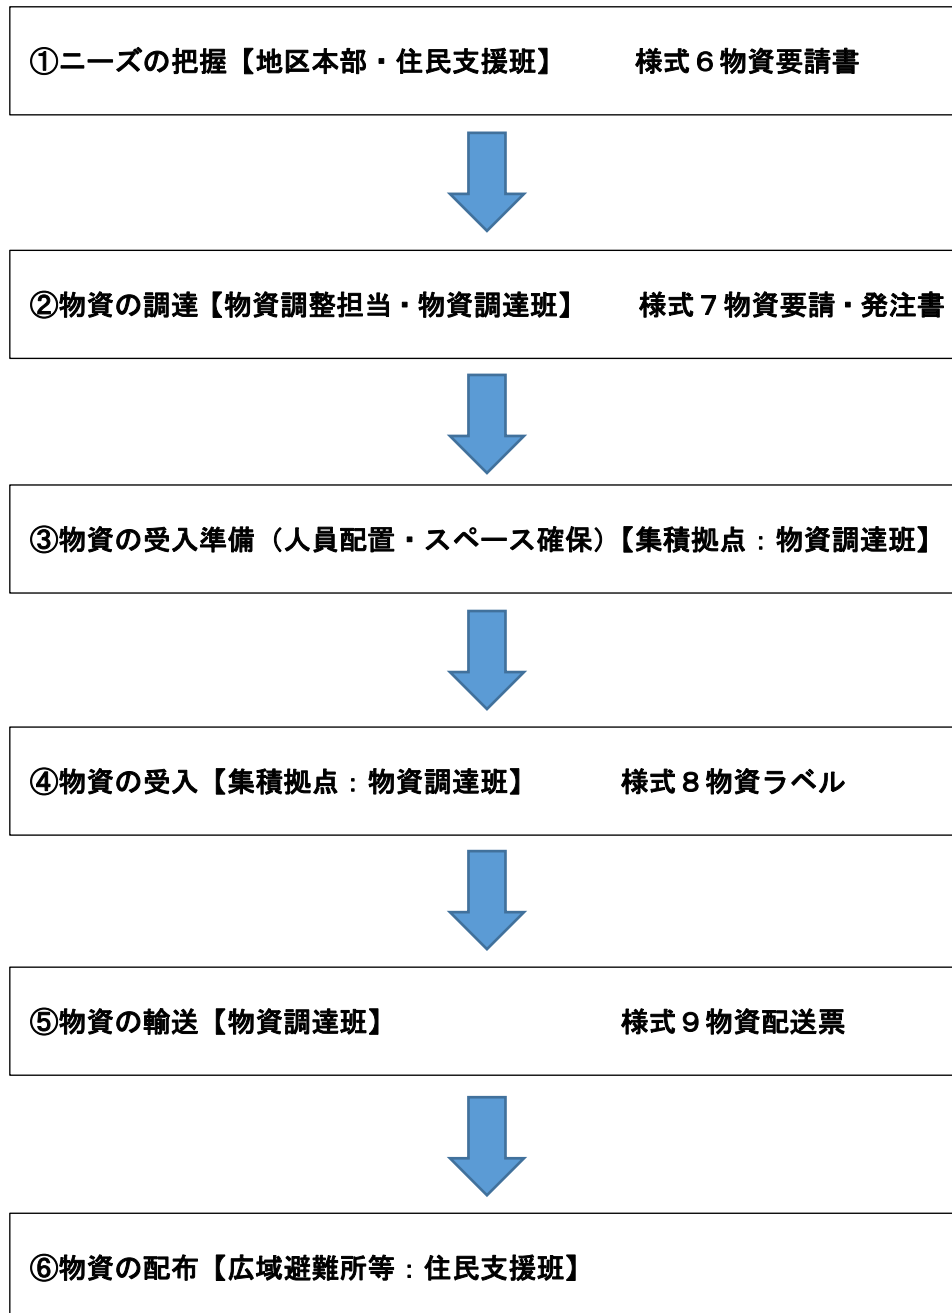 ①ニーズの把握【地区本部・住民支援班】　　　様式６物資要請書
②物資の調達【物資調整担当・物資調達班】　　　様式７物資要請・発注書
③物資の受入準備（人員配置・スペース確保）【集積拠点：物資調達班】
④物資の受入【集積拠点：物資調達班】　　　　様式８物資ラベル
⑤物資の輸送【物資調達班】　　　　　　　　　様式９物資配送票
⑥物資の配布【広域避難所等：住民支援班】